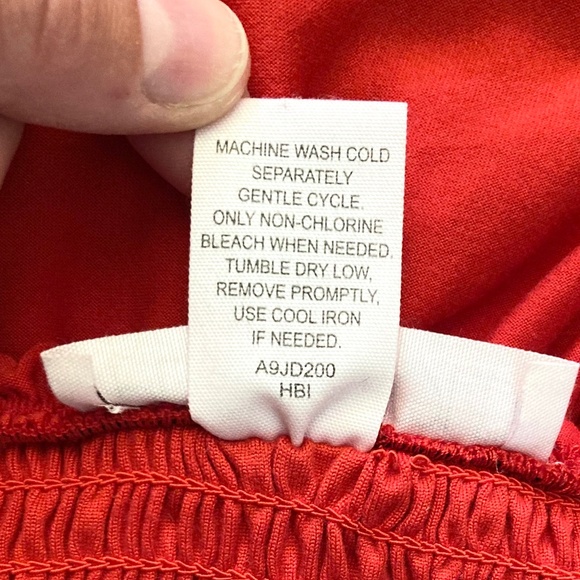 MACHINE WASH COLD
SEPARATELY
GENTLE CYCLE.
ONLY NON-CHLORINE
BLEACH WHEN NEEDED.
TUMBLE DRY LOW,
REMOVE PROMPTLY,
USE COOL IRON
IF NEEDED.
A9JD200
HBI